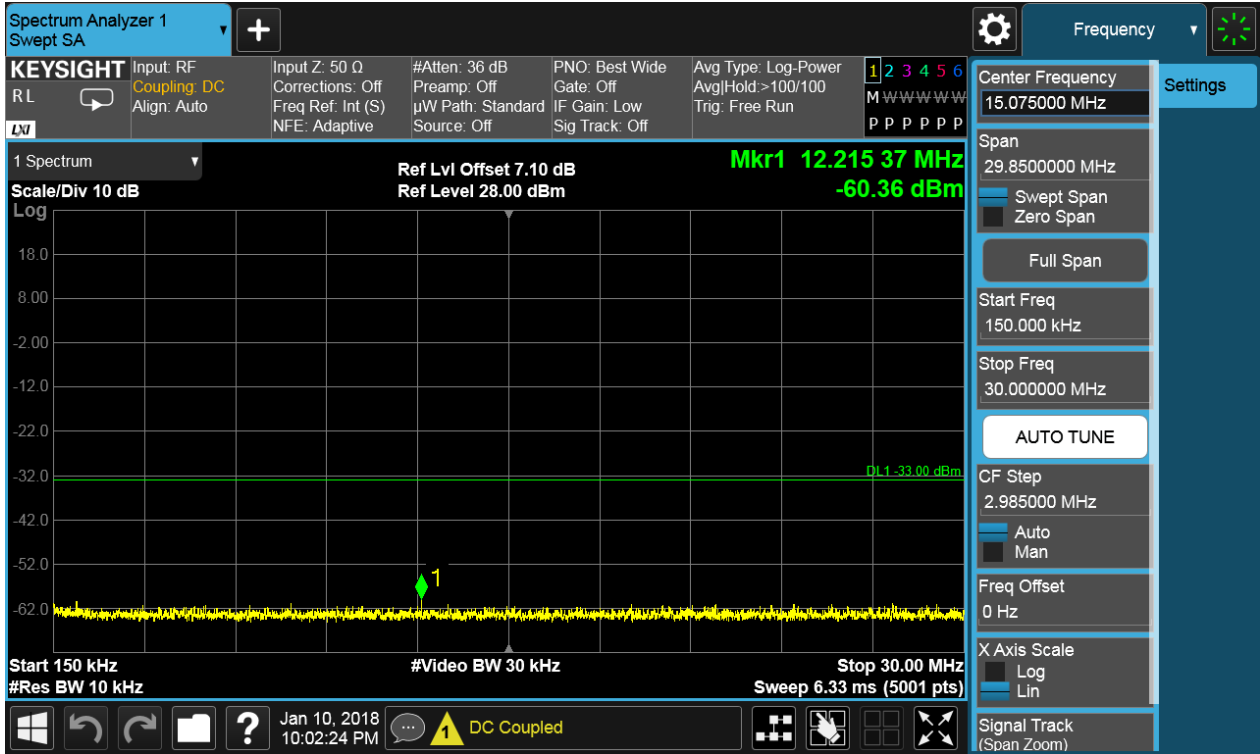 Spectrum Analyzer 1
Swept SA
+
Frequency
KEYSIGHT
RL
LXI
Input: RF
Coupling: DC
Align: Auto
Input Z: 50 Ω
Corrections: Off
Freq Ref: Int (S)
NFE: Adaptive
#Atten: 36 dB
Preamp: Off
µW Path: Standard
Source: Off
PNO: Best Wide
Gate: Off
IF Gain: Low
Sig Track: Off
Avg Type: Log-Power
Avg|Hold:>100/100
Trig: Free Run
1 2 3 4 5 6
M W W W W W
P P P P P P
1 Spectrum
Scale/Div 10 dB
Log
Ref Lvl Offset 7.10 dB
Ref Level 28.00 dBm
Mkr1 12.215 37 MHz
-60.36 dBm
18.0
8.00
-2.00
-12.0
-22.0
-32.0
-42.0
-52.0
-62.0
DL1 -33.00 dBm
1
Start 150 kHz
#Res BW 10 kHz
#Video BW 30 kHz
Stop 30.00 MHz
Sweep 6.33 ms (5001 pts)
Center Frequency
15.075000 MHz
Span
29.8500000 MHz
Swept Span
Zero Span
Full Span
Start Freq
150.000 kHz
Stop Freq
30.000000 MHz
AUTO TUNE
CF Step
2.985000 MHz
Auto
Man
Freq Offset
0 Hz
X Axis Scale
Log
Lin
Signal Track
(Span Zoom)
Settings
?
Jan 10, 2018
10:02:24 PM
1
DC Coupled